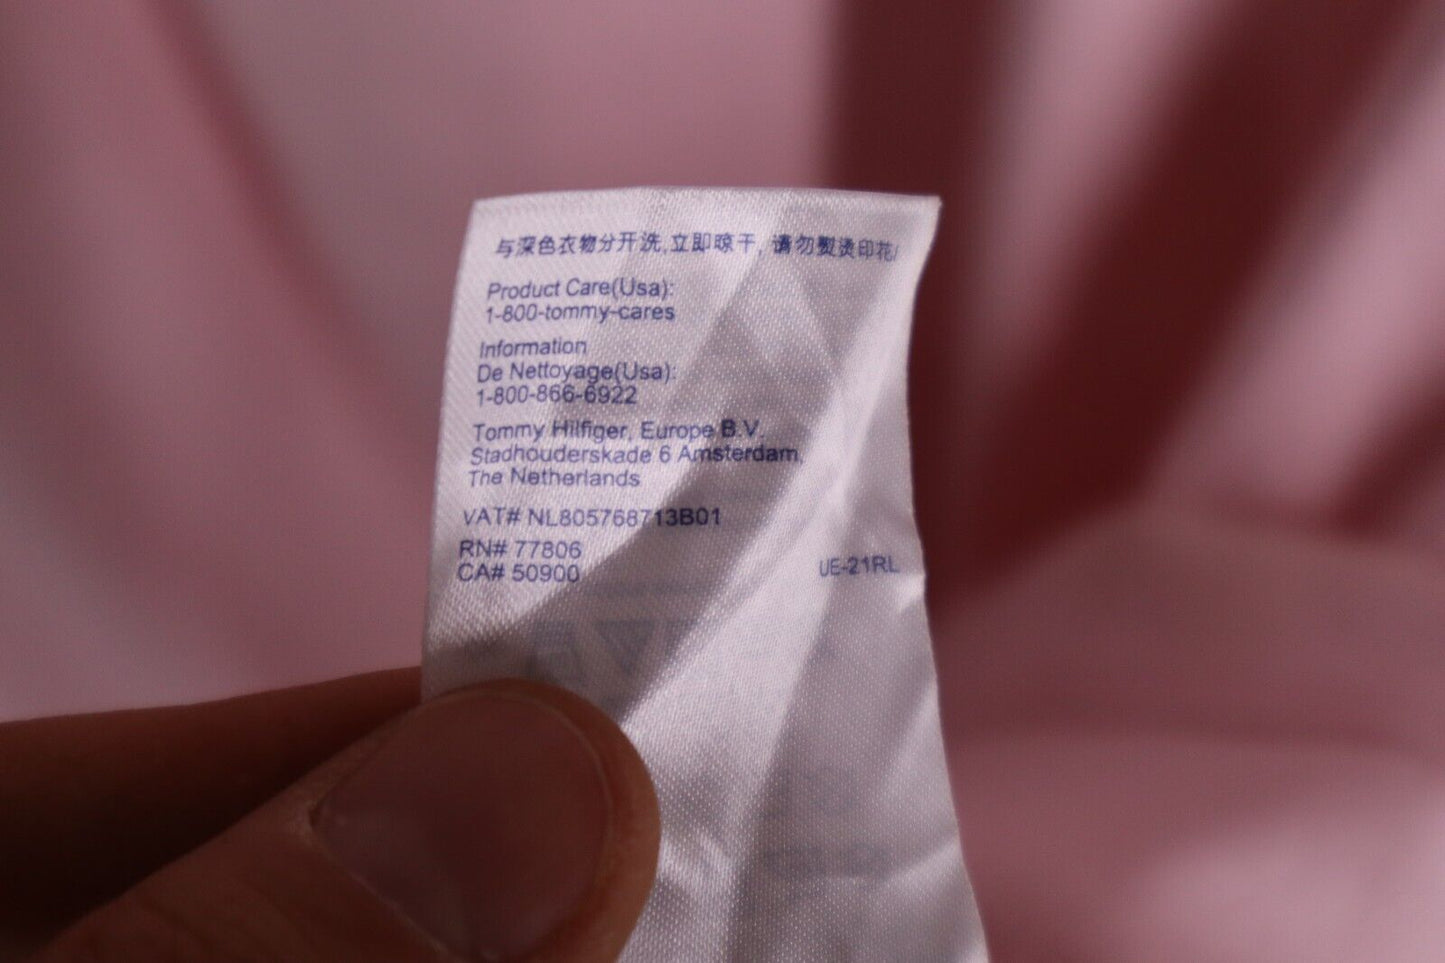 与深色衣物分开洗,立即晾干, 请勿熨烫印花/
Product Care(Usa):
1-800-tommy-cares
Information
De Nettoyage(Usa):
1-800-866-6922
Tommy Hilfiger, Europe B.V.
Stadhouderskade 6 Amsterdam,
The Netherlands
VAT# NL805768713B01
RN# 77806
CA# 50900
UE-21RL